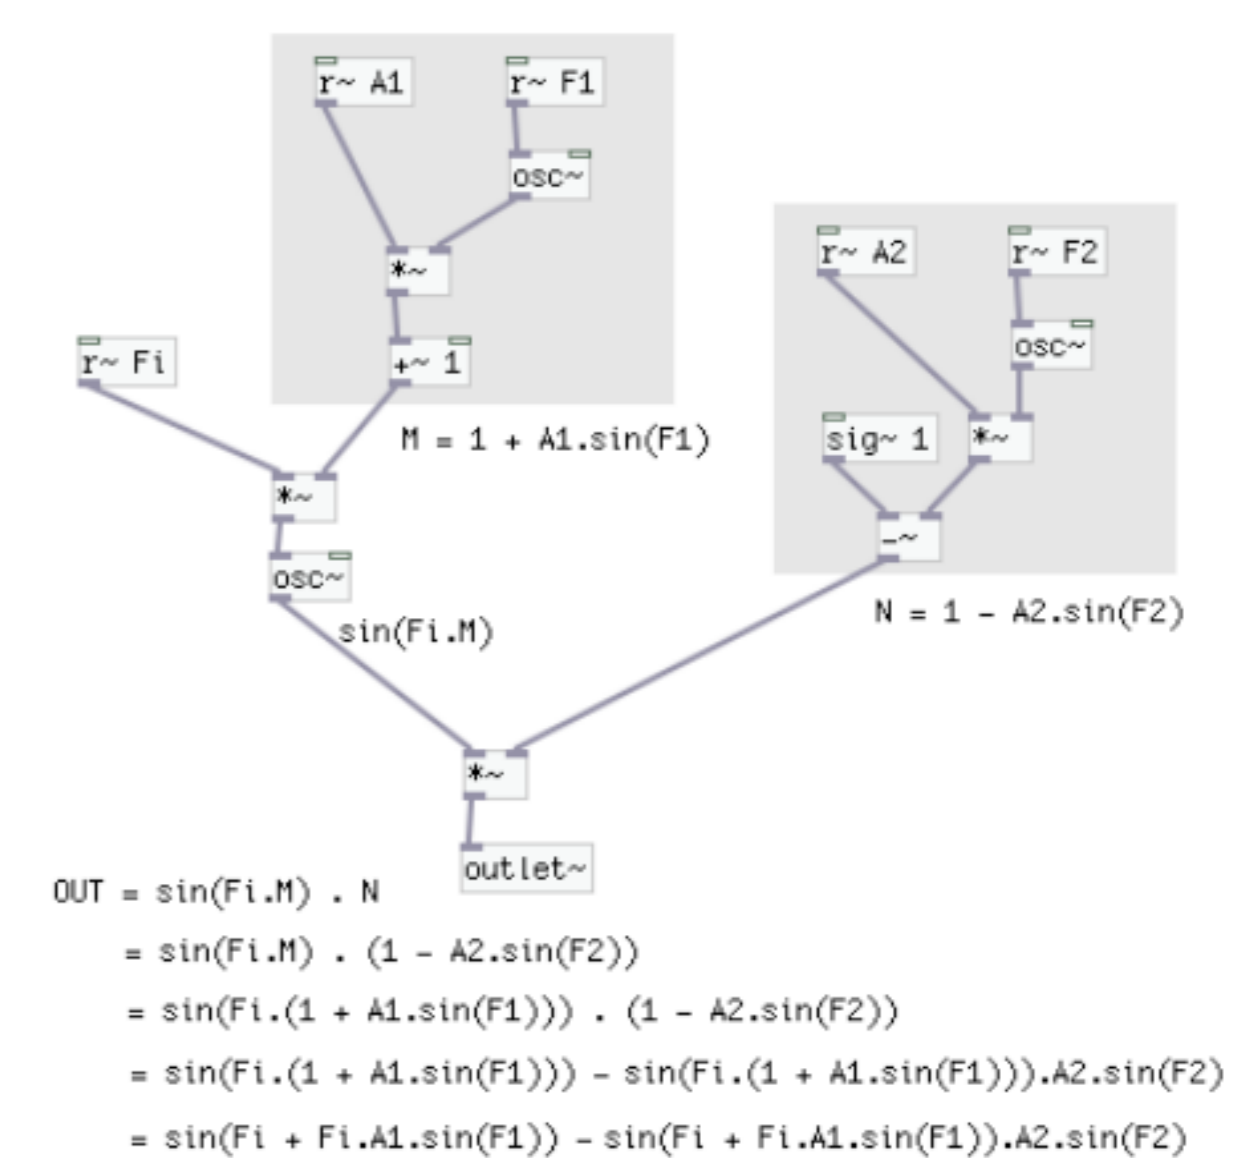 r~ A1
r~ F1
osc~
*~
+~ 1
M = 1 + A1.sin(F1)
r~ Fi
*~
osc~
sin(Fi.M)
r~ A2
r~ F2
osc~
sig~ 1
*~
-~
N = 1 - A2.sin(F2)
*~
outlet~
OUT = sin(Fi.M) . N
= sin(Fi.M) . (1 - A2.sin(F2))
= sin(Fi.(1 + A1.sin(F1))) . (1 - A2.sin(F2))
= sin(Fi.(1 + A1.sin(F1))) - sin(Fi.(1 + A1.sin(F1))).A2.sin(F2)
= sin(Fi + Fi.A1.sin(F1)) - sin(Fi + Fi.A1.sin(F1)).A2.sin(F2)